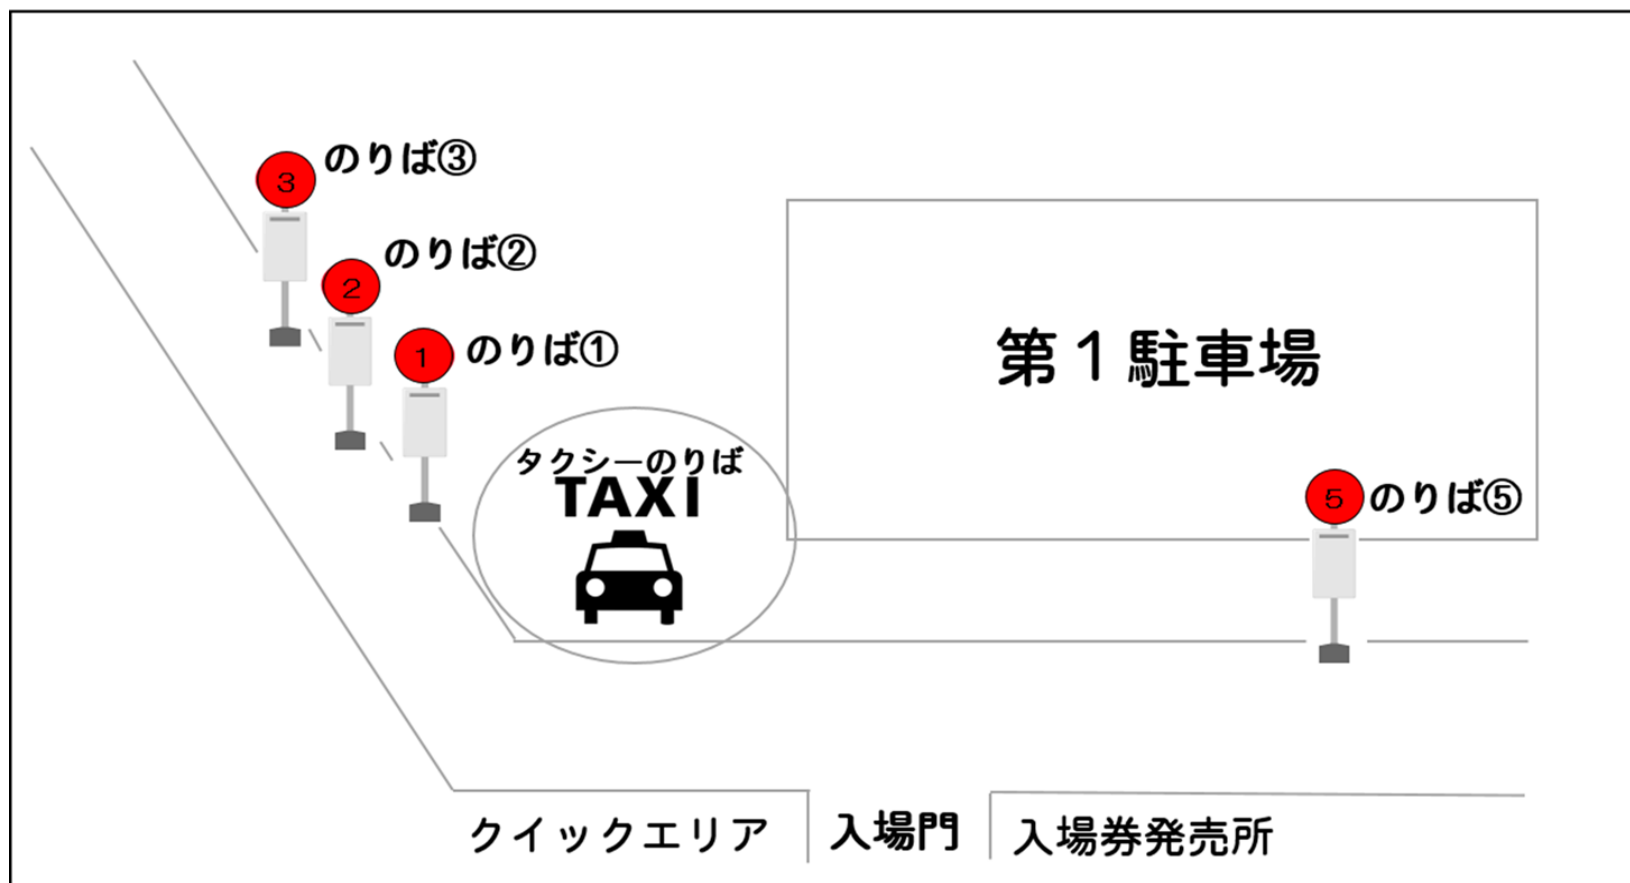 3
のりば③
2
のりば②
1
のりば①
タクシーのりば
TAXI
第１駐車場
5
のりば⑤
クイックエリア
入場門
入場券発売所